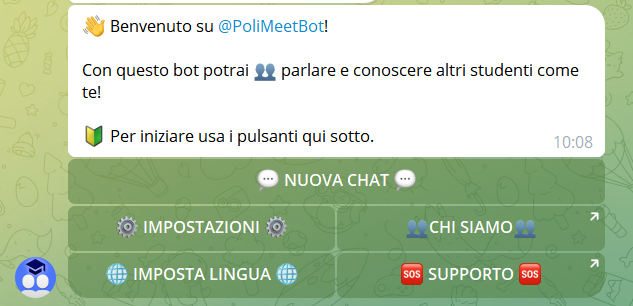 👋 Benvenuto su @PoliMeetBot!
Con questo bot potrai 👥 parlare e conoscere altri studenti come
te!
🔰 Per iniziare usa i pulsanti qui sotto.
10:08
💬 NUOVA CHAT 💬
⚙️ IMPOSTAZIONI ⚙️
👥CHI SIAMO👥
🌐 IMPOSTA LINGUA 🌐
🆘 SUPPORTO 🆘